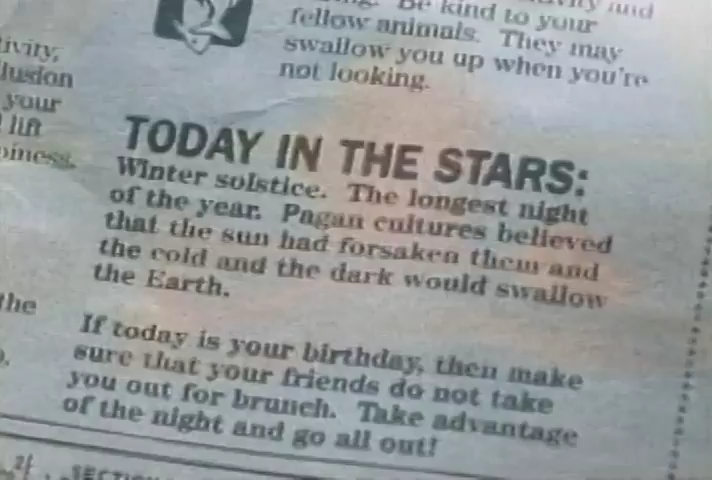 Be kind to your
fellow animals. They may
swallow you up when you're
not looking.
your
lift
TODAY IN THE STARS:
Winter solstice. The longest night
of the year. Pagan cultures believed
that the sun had forsaken them and
the cold and the dark would swallow
the Earth.
the
If today is your birthday, then make
sure that your friends do not take
you out for brunch. Take advantage
of the night and go all out!